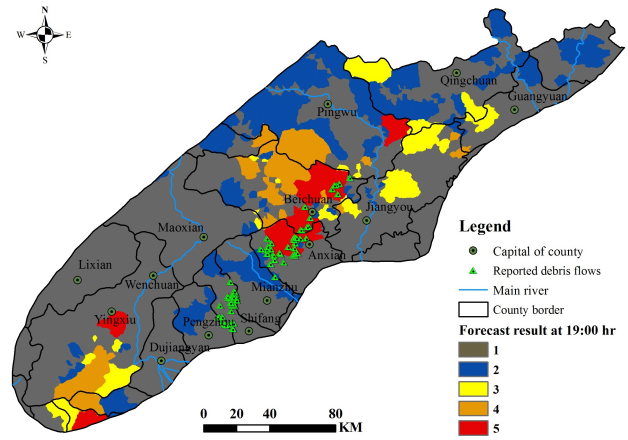 N
W E
S
Qingchuan
Guangyuan
Pingwu
Beichuan
Jiangyou
Maoxian
Anxian
Lixian
Wenchuan
Mianzhu
Yingxiu
Pengzhou
Shifang
Dujiangyan
Legend
Capital of county
Reported debris flows
Main river
County border
Forecast result at 19:00 hr
1
2
3
4
5
0 20 40 80
KM